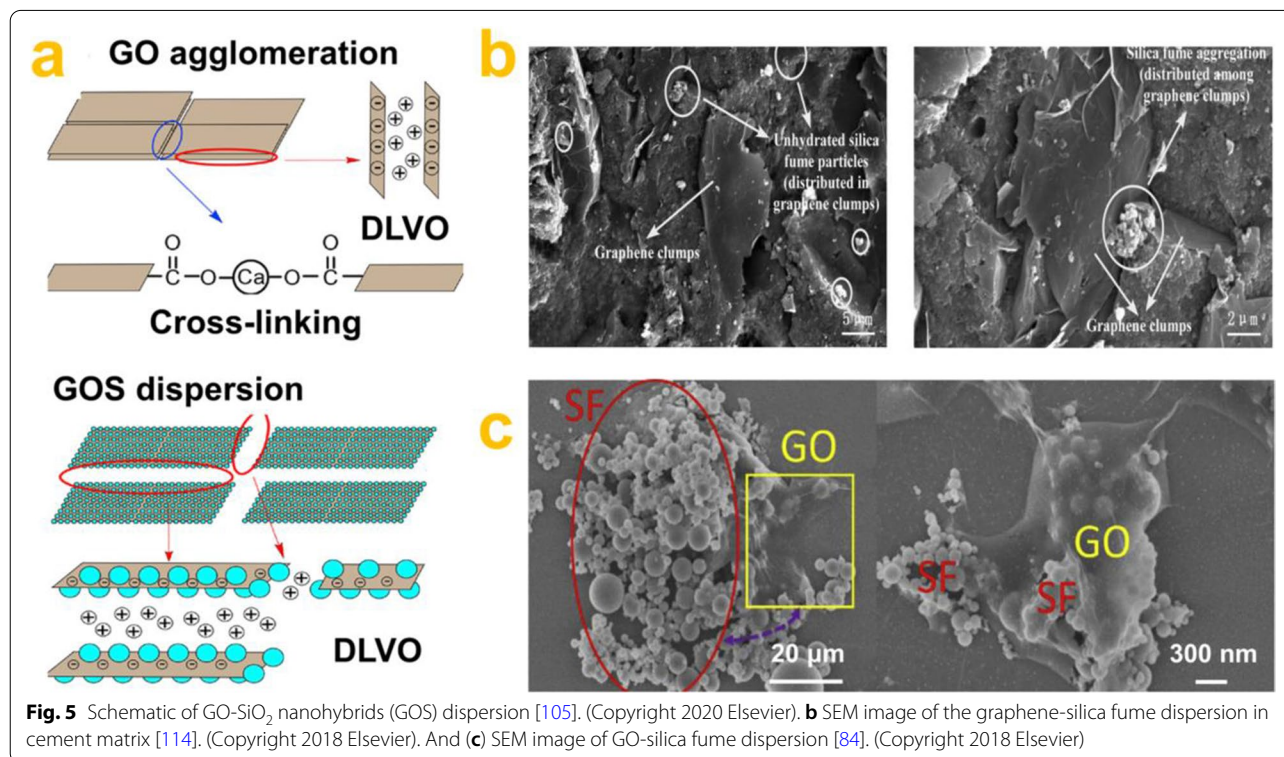 a
GO agglomeration
DLVO
O O
C O Ca O C
Cross-linking
GOS dispersion
DLVO
b
Unhydrated silica
fume particles
(distributed in
graphene clumps)
Graphene clumps
5 μm
Silica fume aggregation
(distributed among
graphene clumps)
Graphene clumps
2 μm
c
SF
GO
20 μm
SF
SF
GO
300 nm
Fig. 5 Schematic of GO-SiO₂ nanohybrids (GOS) dispersion [105]. (Copyright 2020 Elsevier). b SEM image of the graphene-silica fume dispersion in
cement matrix [114]. (Copyright 2018 Elsevier). And (c) SEM image of GO-silica fume dispersion [84]. (Copyright 2018 Elsevier)